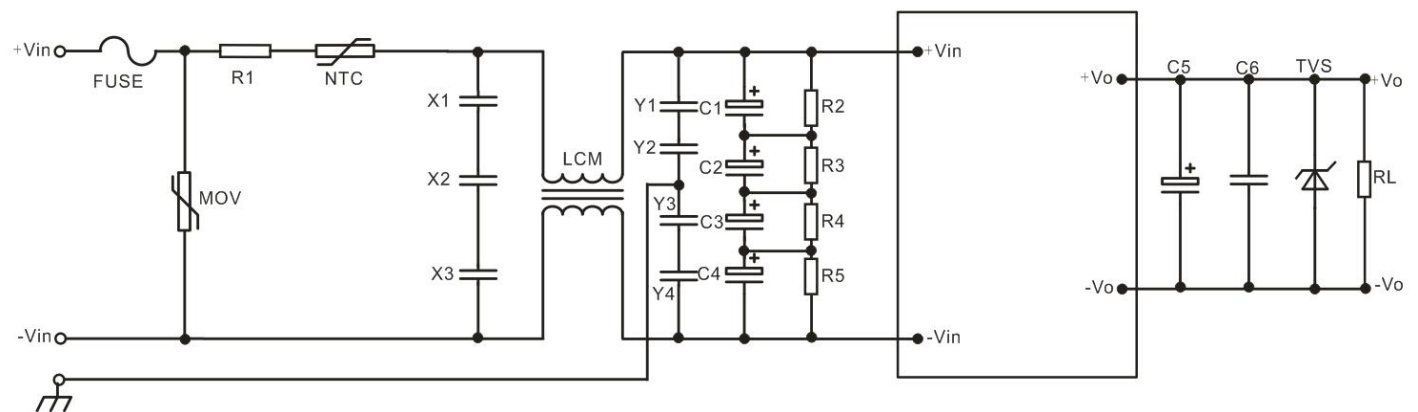 +Vin
FUSE
R1
NTC
MOV
-Vin
X1
X2
X3
LCM
Y1
Y2
Y3
Y4
C1
C2
C3
C4
R2
R3
R4
R5
+Vin
-Vin
+Vo
-Vo
C5
C6
TVS
+Vo
RL
-Vo